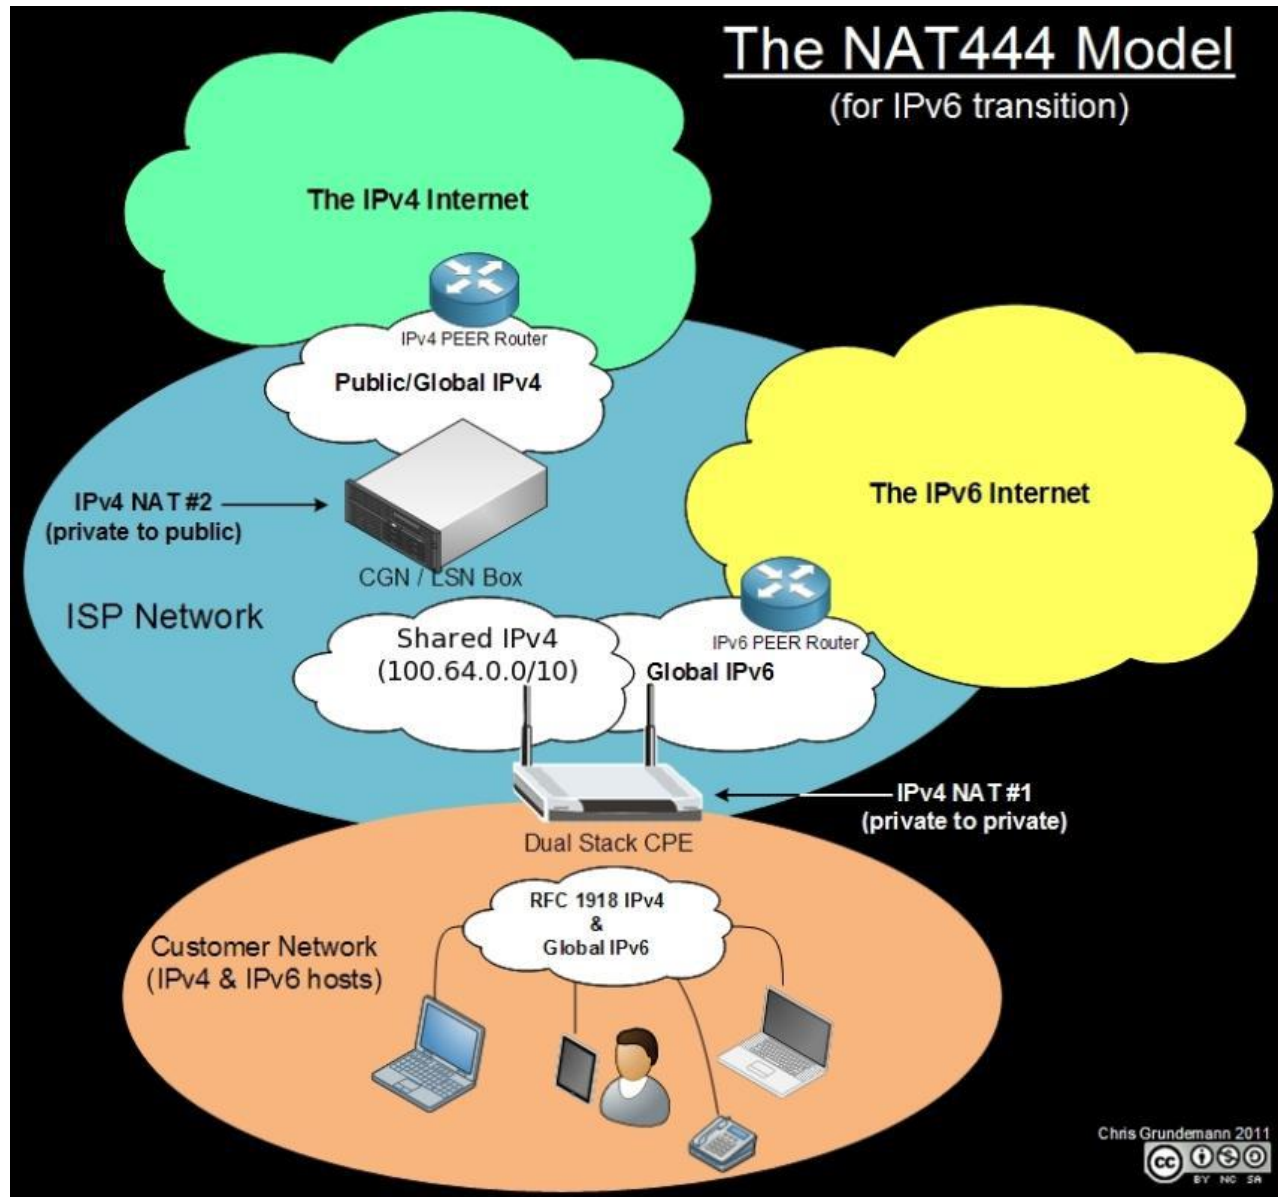 The NAT444 Model
(for IPv6 transition)
The IPv4 Internet
IPv4 PEER Router
Public/Global IPv4
IPv4 NAT #2
(private to public)
CGN / LSN Box
ISP Network
The IPv6 Internet
IPv6 PEER Router
Shared IPv4
(100.64.0.0/10)
Global IPv6
IPv4 NAT #1
(private to private)
Dual Stack CPE
RFC 1918 IPv4
&
Global IPv6
Customer Network
(IPv4 & IPv6 hosts)
Chris Grundemann 2011
cc
BY NC SA